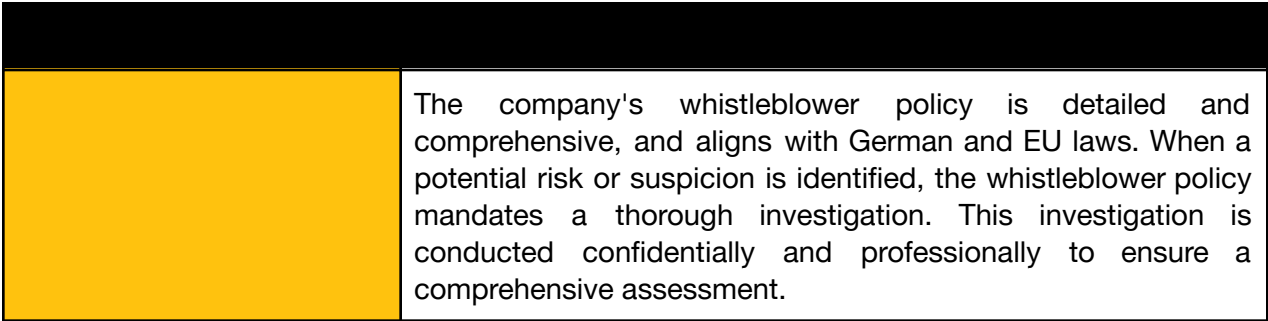 The company's whistleblower policy is detailed and
comprehensive, and aligns with German and EU laws. When a
potential risk or suspicion is identified, the whistleblower policy
mandates a thorough investigation. This investigation is
conducted confidentially and professionally to ensure a
comprehensive assessment.